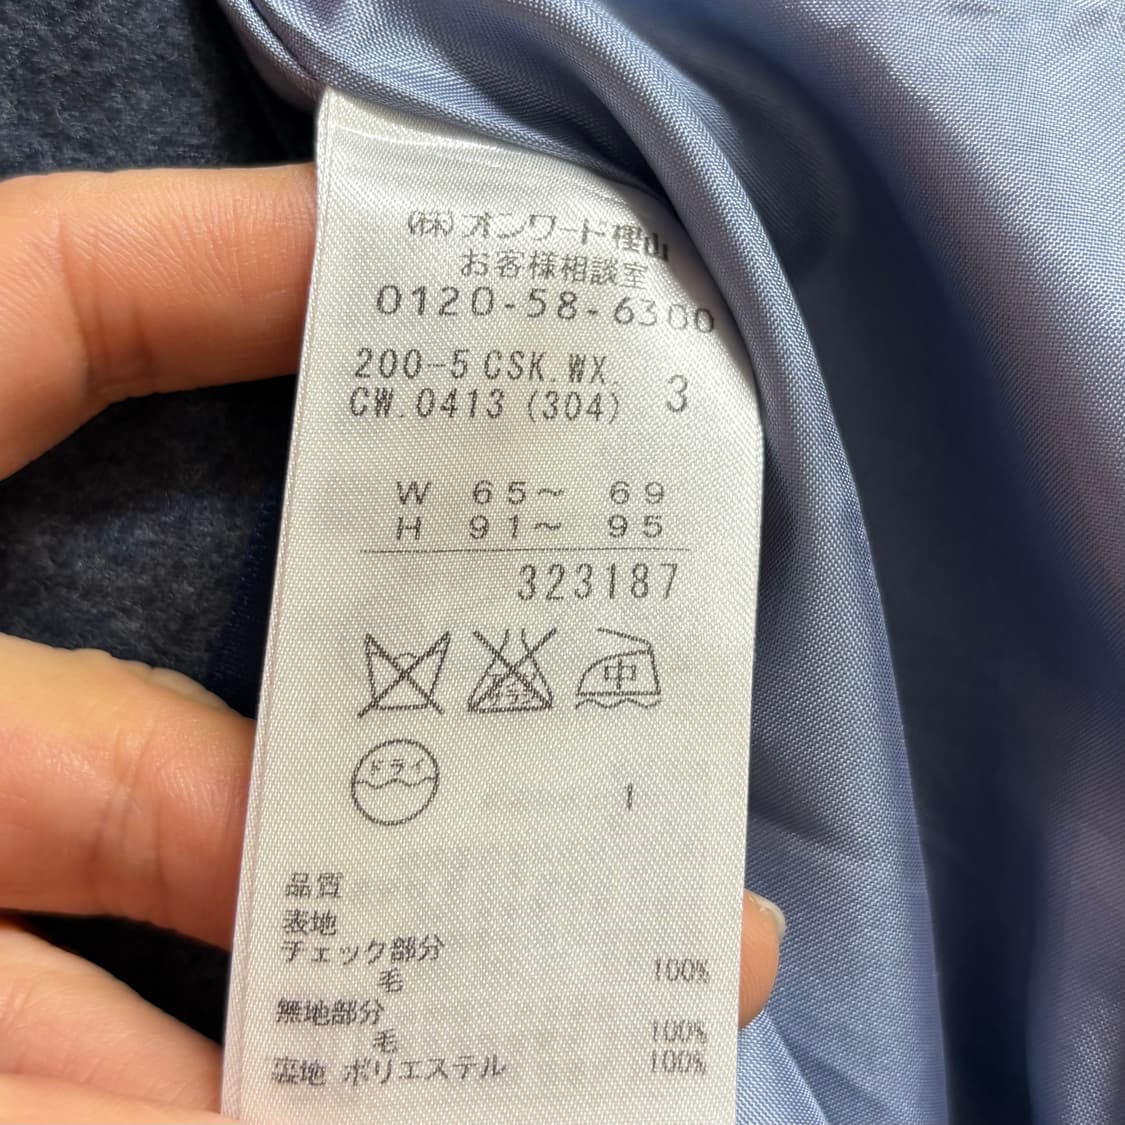 (株)オンワード樫山
お客様相談室
0120-58-6300
200-5 CSK.WX.
CW.0413 (304) 3
W 65～ 69
H 91～ 95
323187
中
ドライ 1
品質
表地
チェック部分
毛 100%
無地部分
毛 100%
裏地 ポリエステル 100%